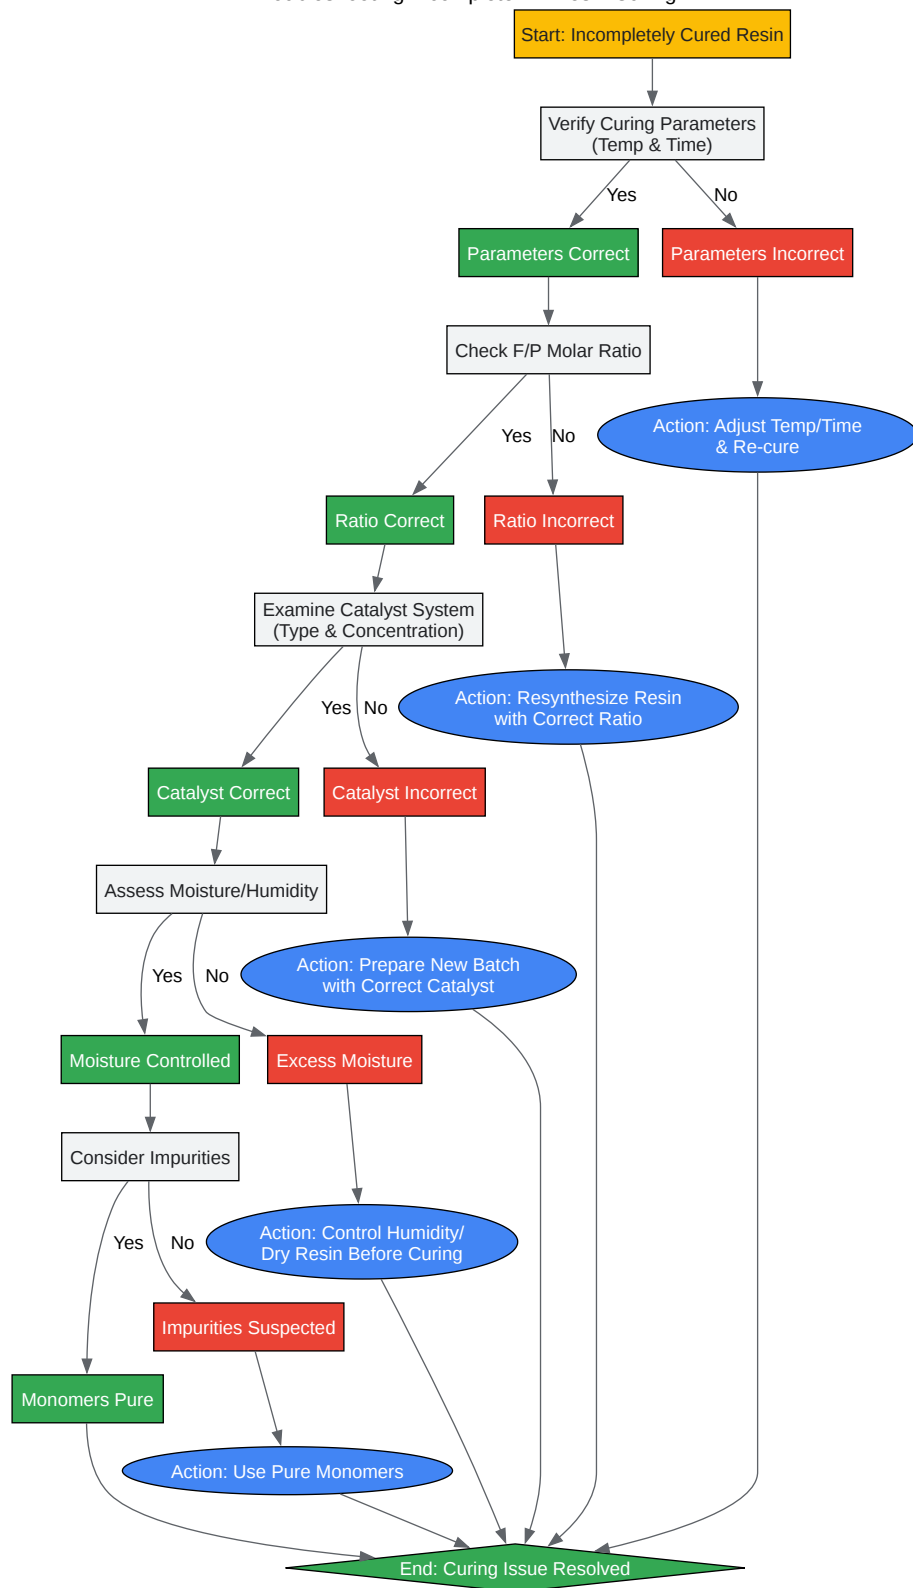 Start: Incompletely Cured Resin
Verify Curing Parameters
(Temp & Time)
Yes
No
Parameters Correct
Parameters Incorrect
Check F/P Molar Ratio
Yes
No
Action: Adjust Temp/Time
& Re-cure
Ratio Correct
Ratio Incorrect
Examine Catalyst System
(Type & Concentration)
Yes
No
Action: Resynthesize Resin
with Correct Ratio
Catalyst Correct
Catalyst Incorrect
Assess Moisture/Humidity
Yes
No
Action: Prepare New Batch
with Correct Catalyst
Moisture Controlled
Excess Moisture
Consider Impurities
Yes
No
Action: Control Humidity/
Dry Resin Before Curing
Impurities Suspected
Monomers Pure
Action: Use Pure Monomers
End: Curing Issue Resolved